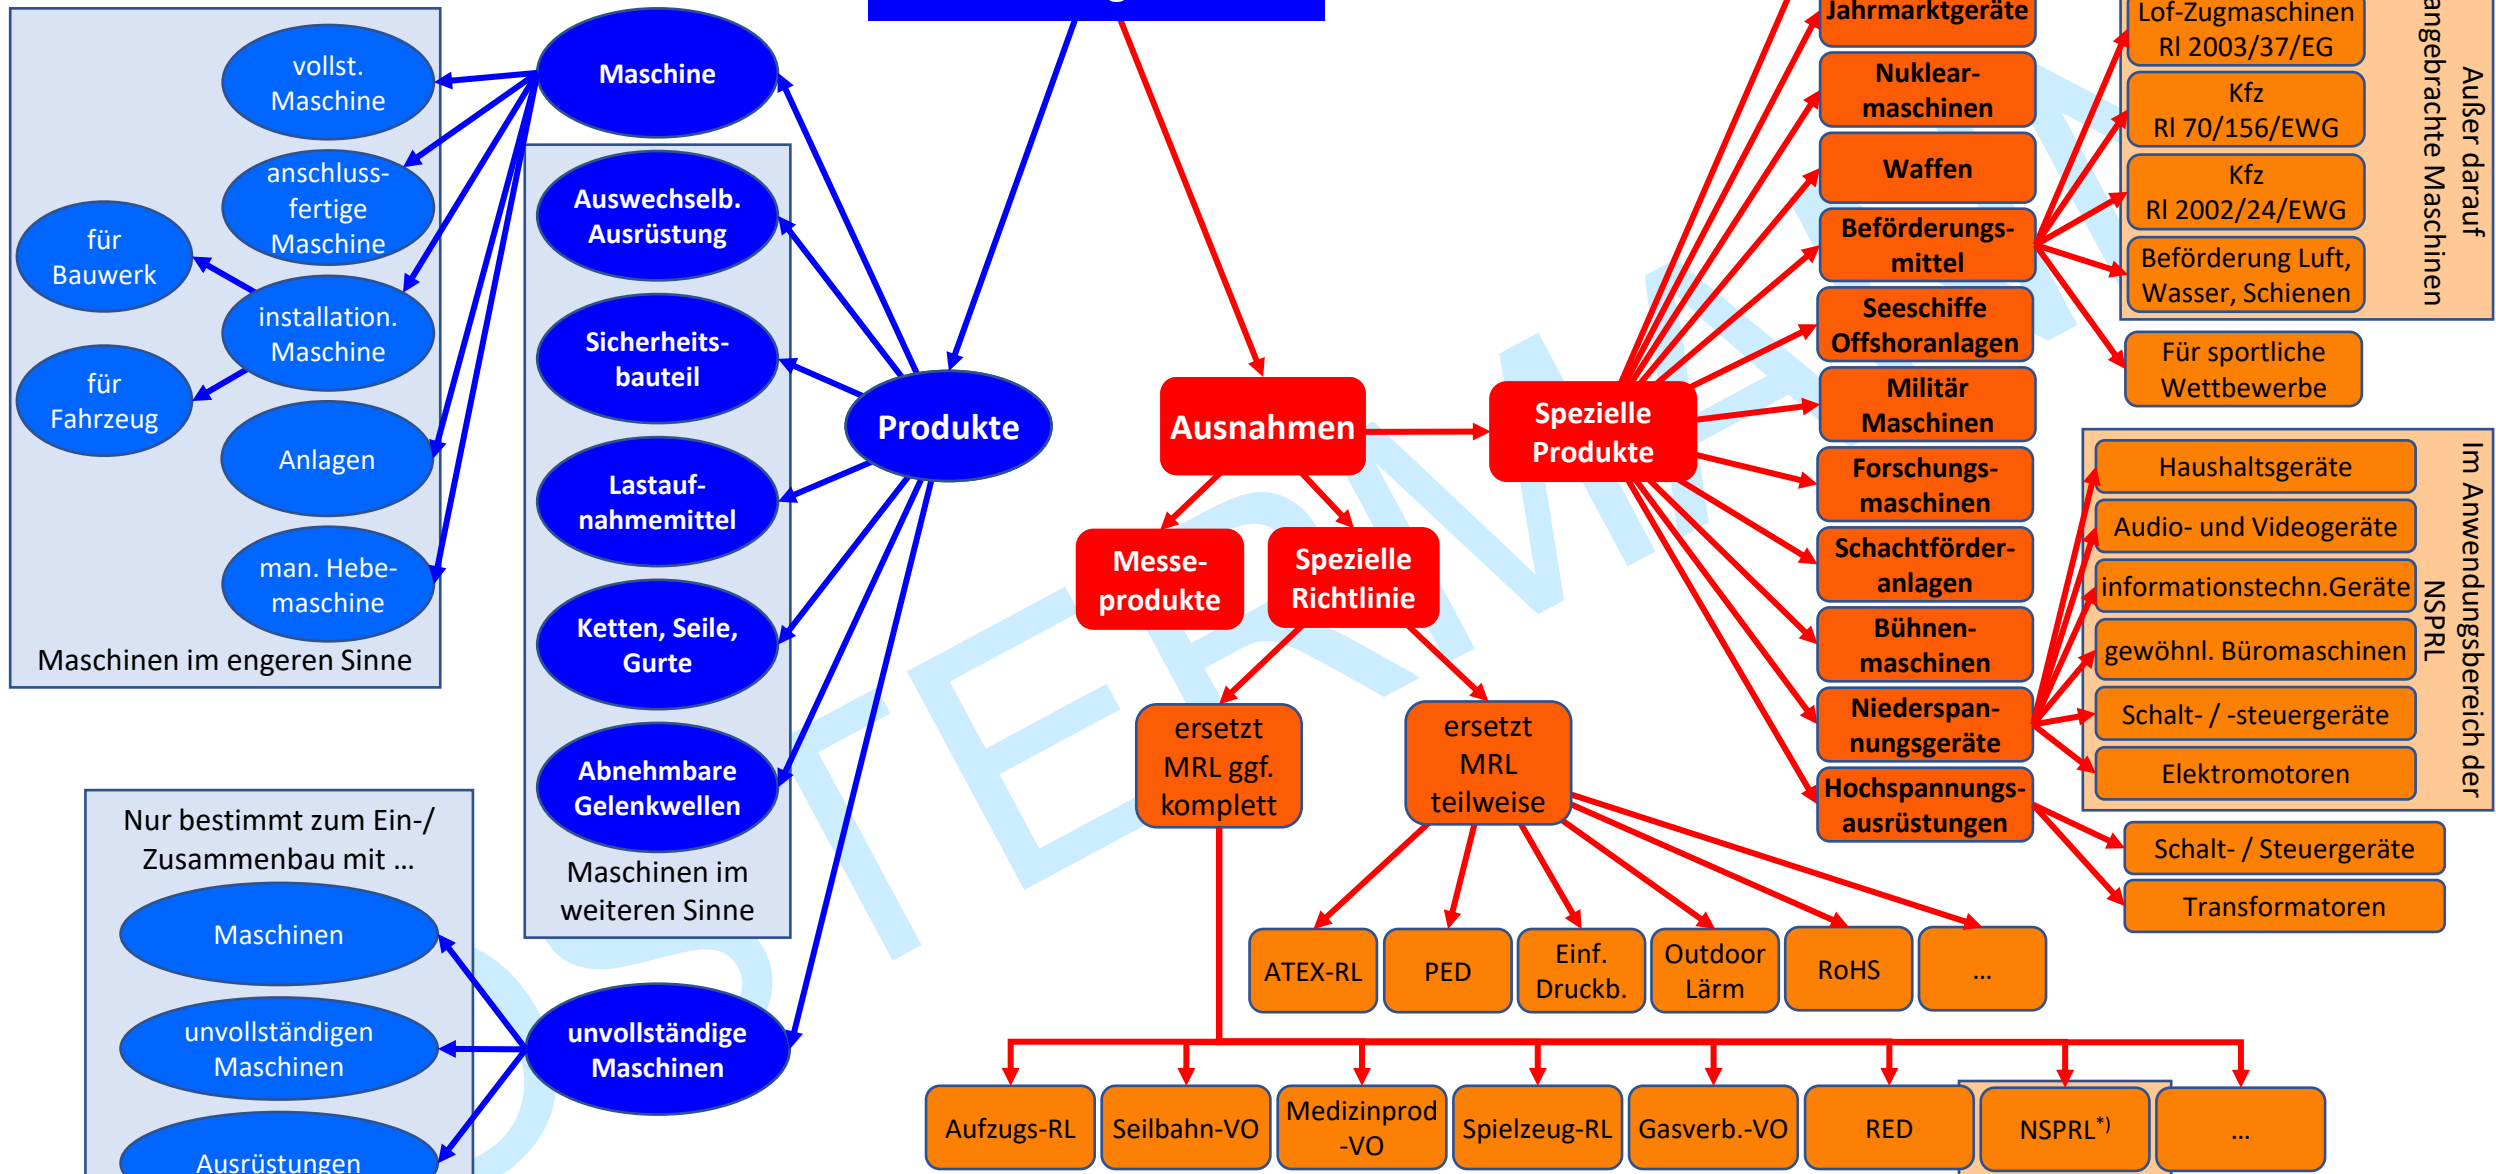 vollst.
Maschine
anschluss-
fertige
Maschine
für
Bauwerk
installation.
Maschine
für
Fahrzeug
Anlagen
man. Hebe-
maschine
Maschinen im engeren Sinne
Maschine
Auswechselb.
Ausrüstung
Sicherheits-
bauteil
Lastauf-
nahmemittel
Ketten, Seile,
Gurte
Abnehmbare
Gelenkwellen
Maschinen im
weiteren Sinne
Nur bestimmt zum Ein-/
Zusammenbau mit ...
Maschinen
unvollständigen
Maschinen
Ausrüstungen
unvollständige
Maschinen
Produkte
Ausnahmen
Messe-
produkte
Spezielle
Richtlinie
Spezielle
Produkte
ersetzt
MRL ggf.
komplett
ersetzt
MRL
teilweise
ATEX-RL
PED
Einf.
Druckb.
Outdoor
Lärm
RoHS
...
Aufzugs-RL
Seilbahn-VO
Medizinprod
-VO
Spielzeug-RL
Gasverb.-VO
RED
NSPRL*)
...
Jahrmarktgeräte
Nuklear-
maschinen
Waffen
Beförderungs-
mittel
Seeschiffe
Offshoranlagen
Militär
Maschinen
Forschungs-
maschinen
Schachtförder-
anlagen
Bühnen-
maschinen
Niederspan-
nungsgeräte
Hochspannungs-
ausrüstungen
Lof-Zugmaschinen
Rl 2003/37/EG
Kfz
Rl 70/156/EWG
Kfz
Rl 2002/24/EWG
Beförderung Luft,
Wasser, Schienen
Außer darauf
angebrachte Maschinen
Für sportliche
Wettbewerbe
Haushaltsgeräte
Audio- und Videogeräte
informationstechn.Geräte
gewöhnl. Büromaschinen
Schalt- / -steuergeräte
Elektromotoren
Im Anwendungsbereich der
NSPRL
Schalt- / Steuergeräte
Transformatoren